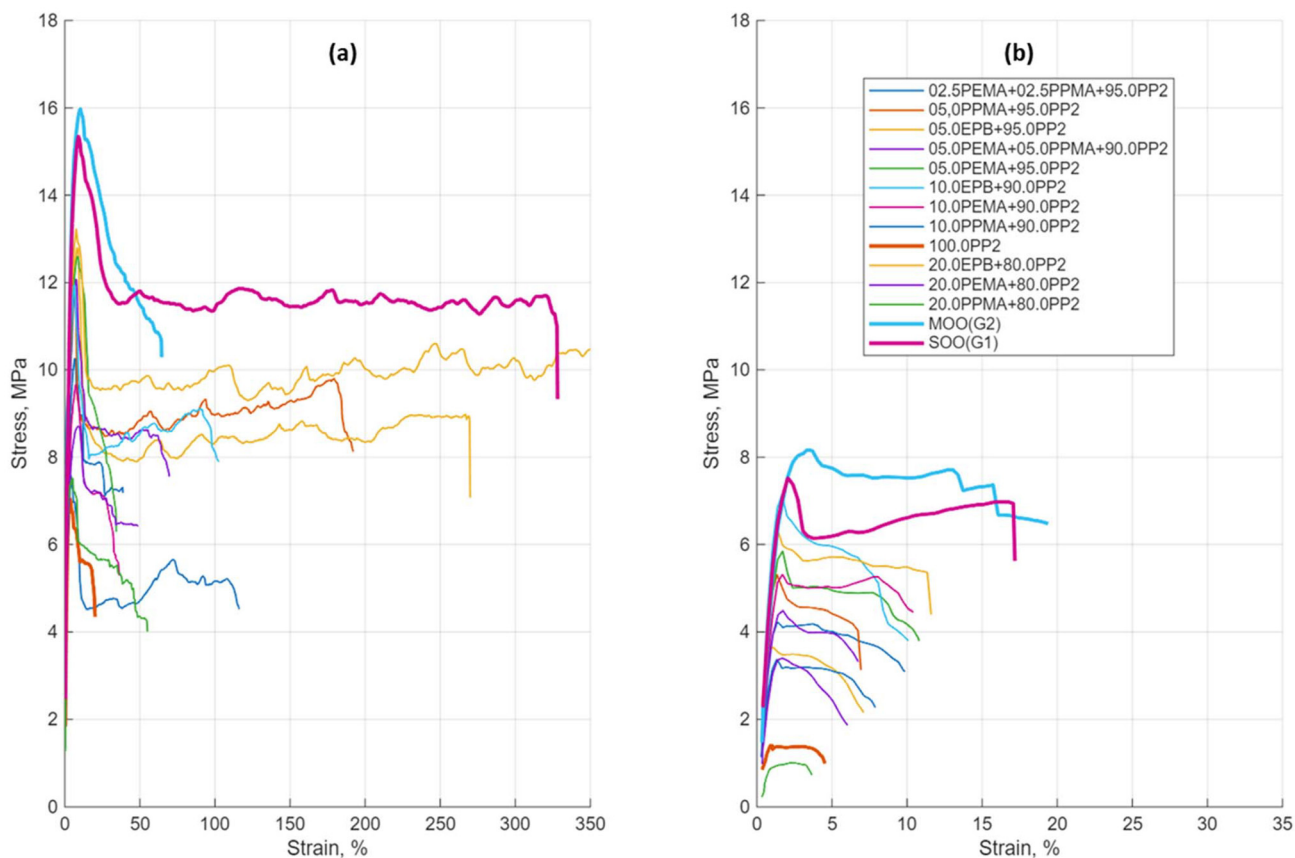 (a)
18
16
14
12
10
8
6
4
2
0
Stress, MPa
0 50 100 150 200 250 300 350
Strain, %
(b)
18
16
14
12
10
8
6
4
2
0
Stress, MPa
0 5 10 15 20 25 30 35
Strain, %
02.5PEMA+02.5PPMA+95.0PP2
05,0PPMA+95.0PP2
05.0EPB+95.0PP2
05.0PEMA+05.0PPMA+90.0PP2
05.0PEMA+95.0PP2
10.0EPB+90.0PP2
10.0PEMA+90.0PP2
10.0PPMA+90.0PP2
100.0PP2
20.0EPB+80.0PP2
20.0PEMA+80.0PP2
20.0PPMA+80.0PP2
MOO(G2)
SOO(G1)